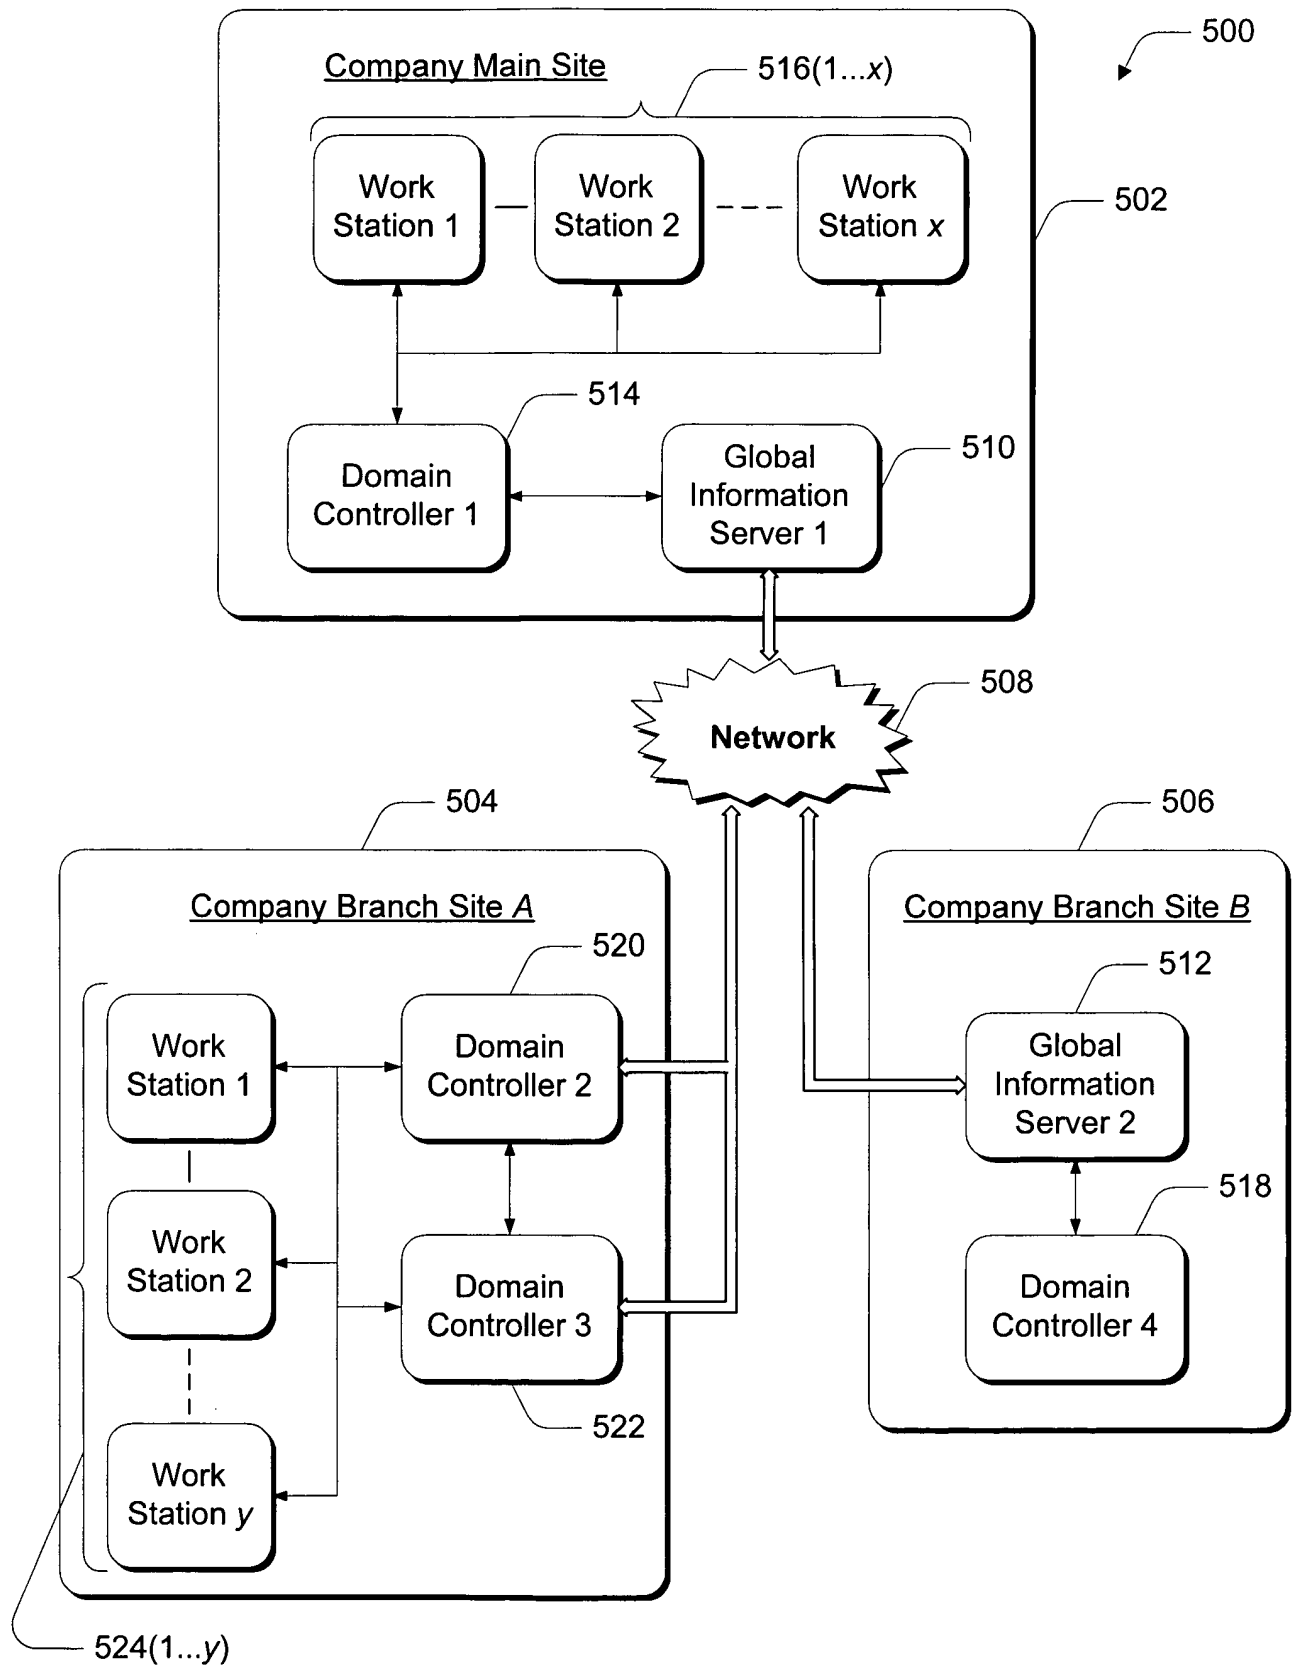 500
Company Main Site
516(1...x)
Work
Station 1
Work
Station 2
Work
Station x
502
514
Domain
Controller 1
510
Global
Information
Server 1
508
Network
504
Company Branch Site A
520
Work
Station 1
Domain
Controller 2
Work
Station 2
Domain
Controller 3
522
Work
Station y
524(1...y)
506
Company Branch Site B
512
Global
Information
Server 2
518
Domain
Controller 4